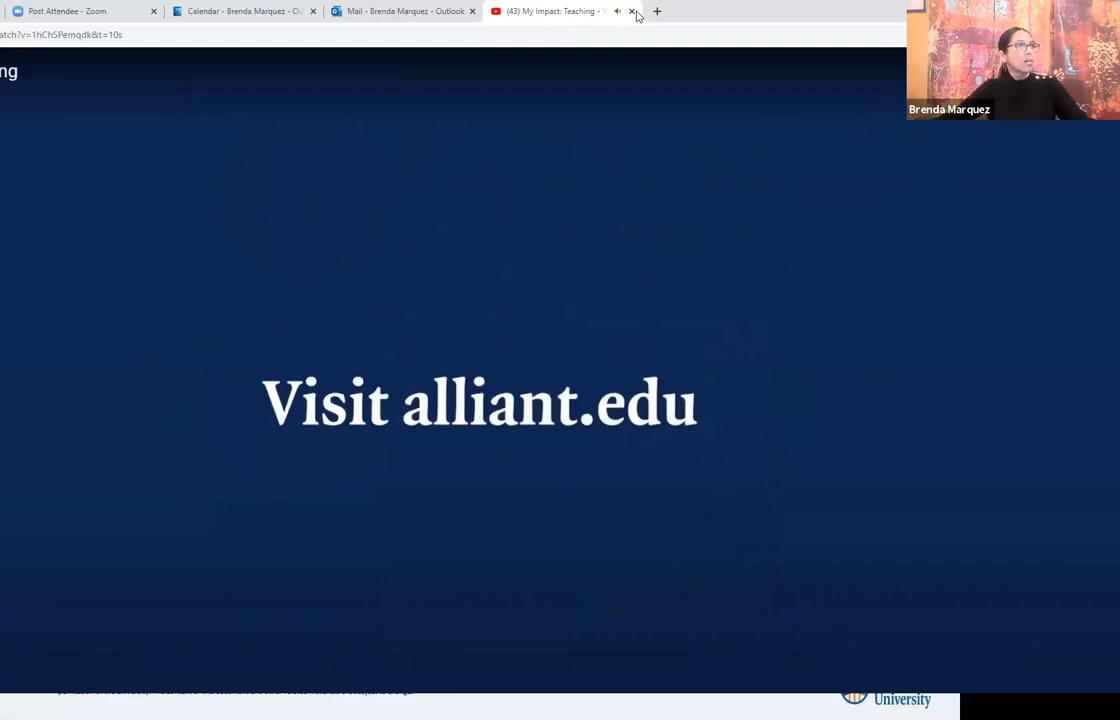 Post Attendee - Zoom
Calendar - Brenda Marquez - Ou
Mail - Brenda Marquez - Outlook
(43) My Impact: Teaching - Y
atch?v=1hChSPemqdk&t=10s
ng
Brenda Marquez
Visit alliant.edu
University